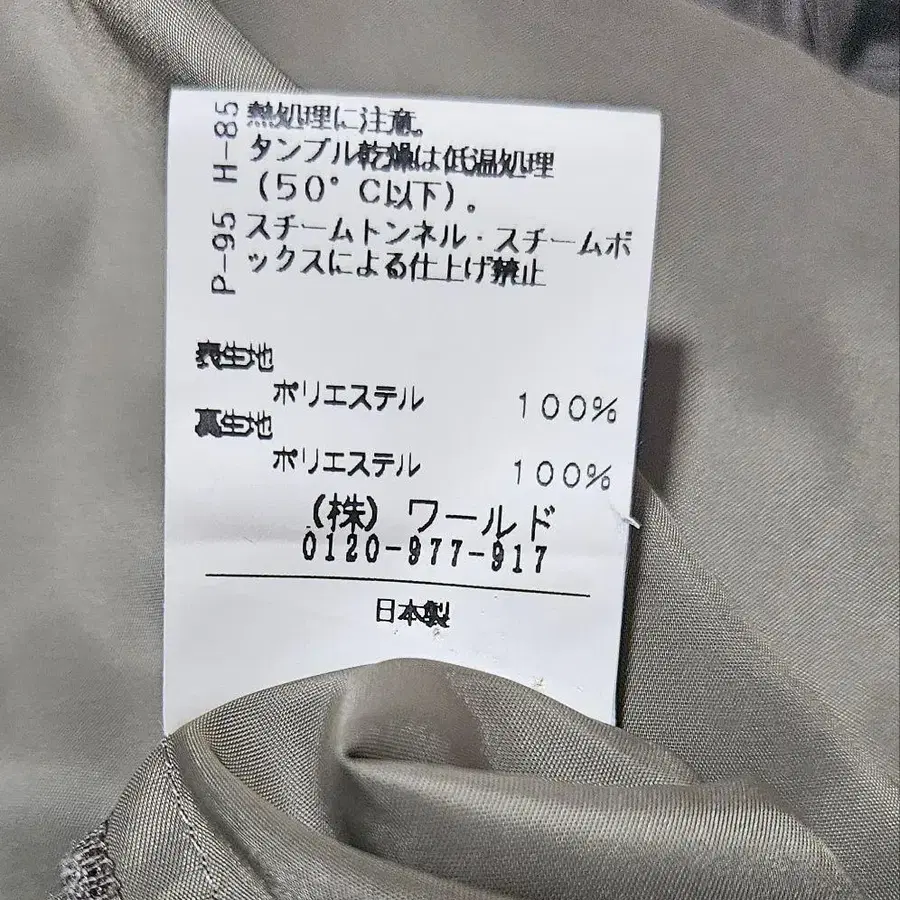 H-85
熱処理に注意。
タンブル乾燥は低温処理
(50°C以下)。
P-95
スチームトンネル・スチームボ
ックスによる仕上げ禁止
表生地
ポリエステル 100%
裏生地
ポリエステル 100%
(株) ワールド
0120-977-917
日本製